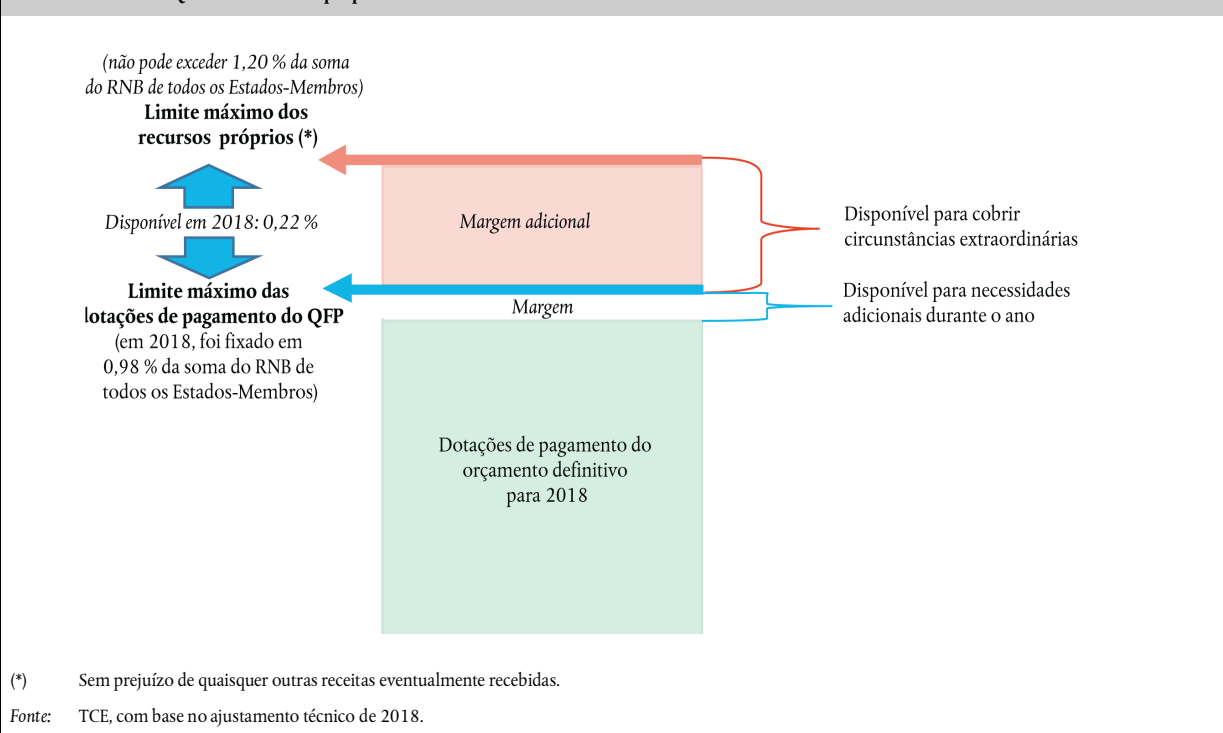 (não pode exceder 1,20 % da soma
do RNB de todos os Estados-Membros)
Limite máximo dos
recursos próprios (*)
Disponível em 2018: 0,22 %
Margem adicional
Disponível para cobrir
circunstâncias extraordinárias
Limite máximo das
lotações de pagamento do QFP
(em 2018, foi fixado em
0,98 % da soma do RNB de
todos os Estados-Membros)
Margem
Disponível para necessidades
adicionais durante o ano
Dotações de pagamento do
orçamento definitivo
para 2018
(*) Sem prejuízo de quaisquer outras receitas eventualmente recebidas.
Fonte: TCE, com base no ajustamento técnico de 2018.